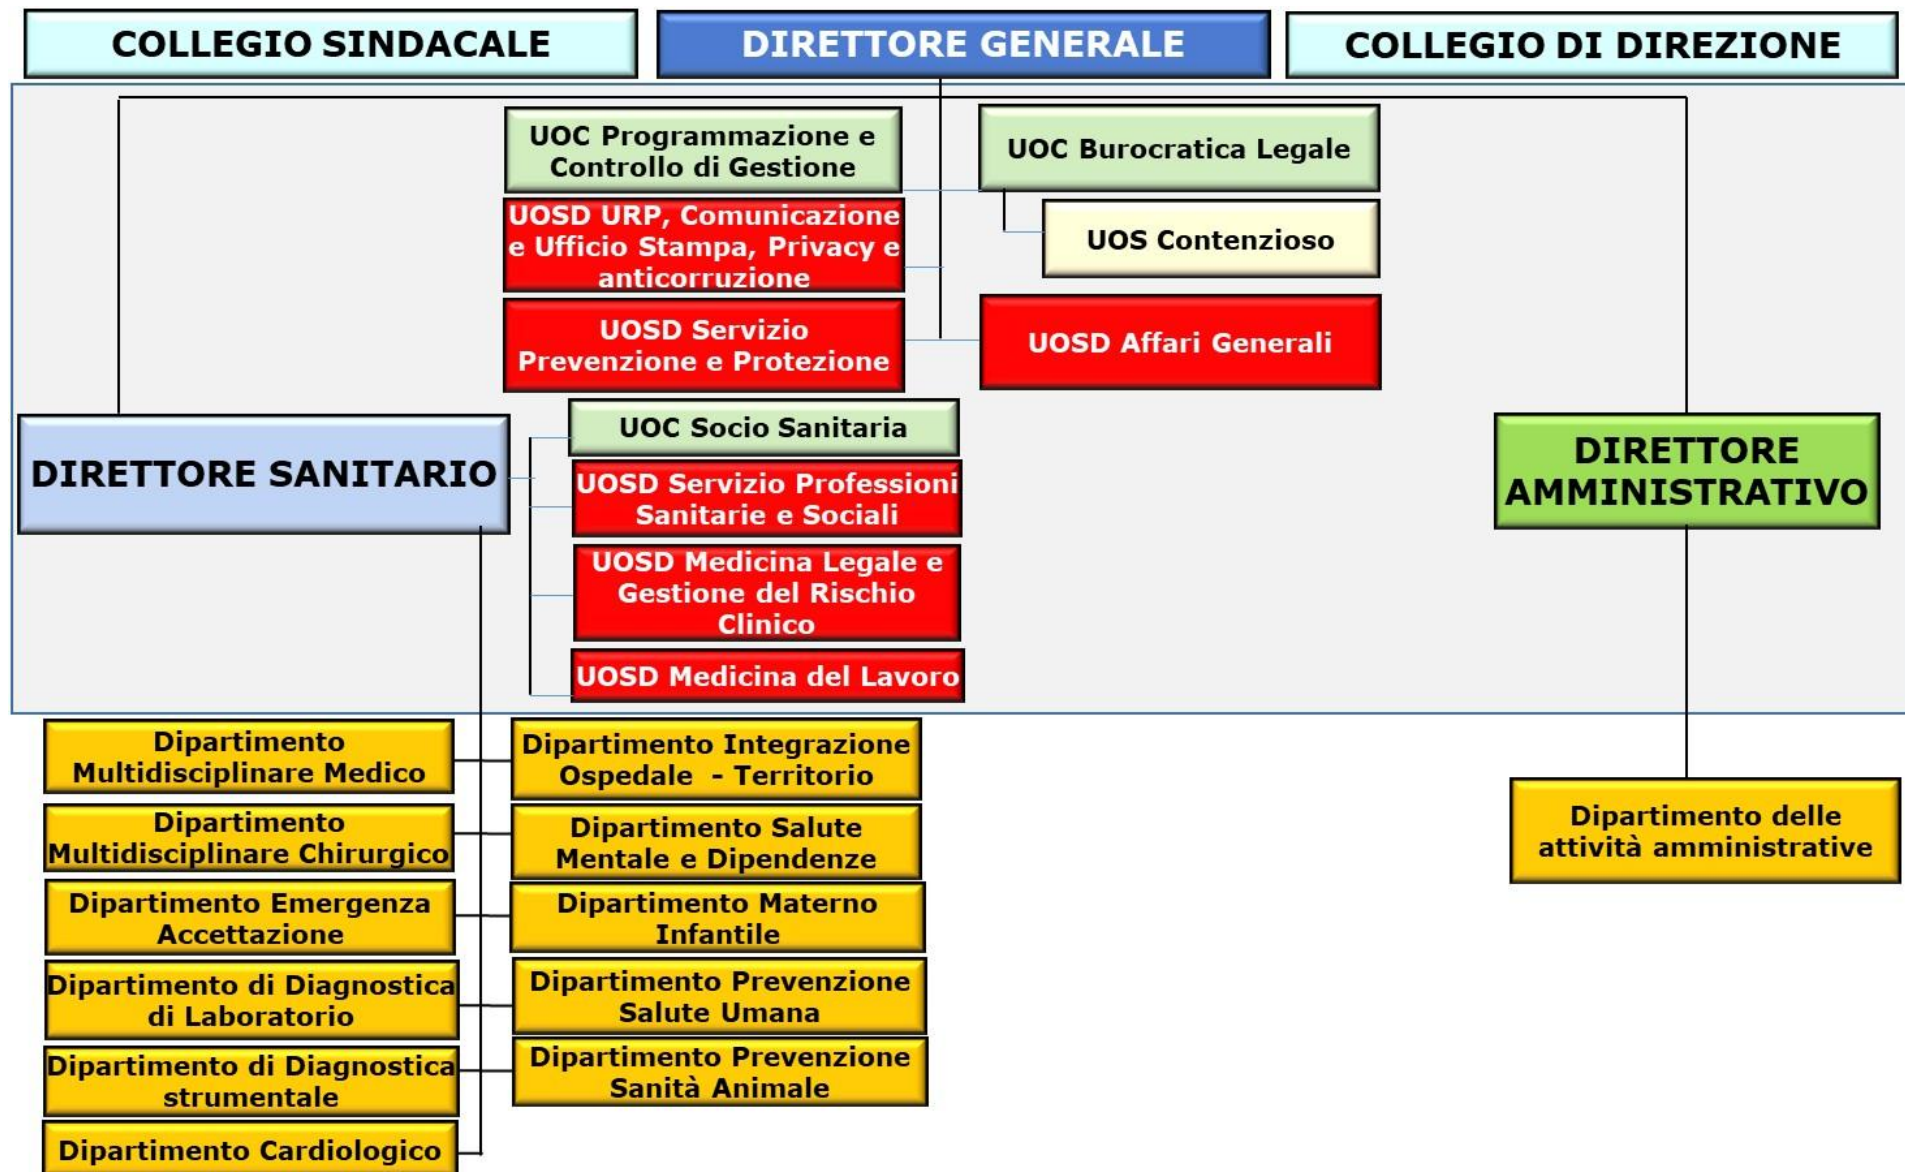 COLLEGIO SINDACALE
DIRETTORE GENERALE
COLLEGIO DI DIREZIONE
UOC Programmazione e
Controllo di Gestione
UOC Burocratica Legale
UOSD URP, Comunicazione
e Ufficio Stampa, Privacy e
anticorruzione
UOS Contenzioso
UOSD Servizio
Prevenzione e Protezione
UOSD Affari Generali
DIRETTORE SANITARIO
UOC Socio Sanitaria
UOSD Servizio Professioni
Sanitarie e Sociali
UOSD Medicina Legale e
Gestione del Rischio
Clinico
UOSD Medicina del Lavoro
DIRETTORE
AMMINISTRATIVO
Dipartimento
Multidisciplinare Medico
Dipartimento Integrazione
Ospedale - Territorio
Dipartimento
Multidisciplinare Chirurgico
Dipartimento Salute
Mentale e Dipendenze
Dipartimento Emergenza
Accettazione
Dipartimento Materno
Infantile
Dipartimento di Diagnostica
di Laboratorio
Dipartimento Prevenzione
Salute Umana
Dipartimento di Diagnostica
strumentale
Dipartimento Prevenzione
Sanità Animale
Dipartimento Cardiologico
Dipartimento delle
attività amministrative